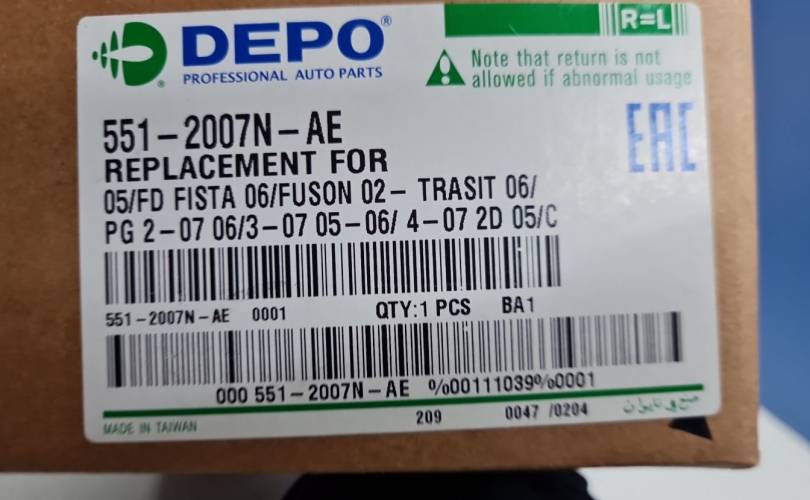 DEPO®
PROFESSIONAL AUTO PARTS
R=L
Note that return is not
allowed if abnormal usage
551-2007N-AE
REPLACEMENT FOR
05/FD FISTA 06/FUSON 02- TRASIT 06/
PG 2-07 06/3-07 05-06/ 4-07 2D 05/C
EAC
551-2007N-AE 0001 QTY:1 PCS BA1
000 551-2007N-AE %00111039%0001
MADE IN TAIWAN 209 0047 /0204